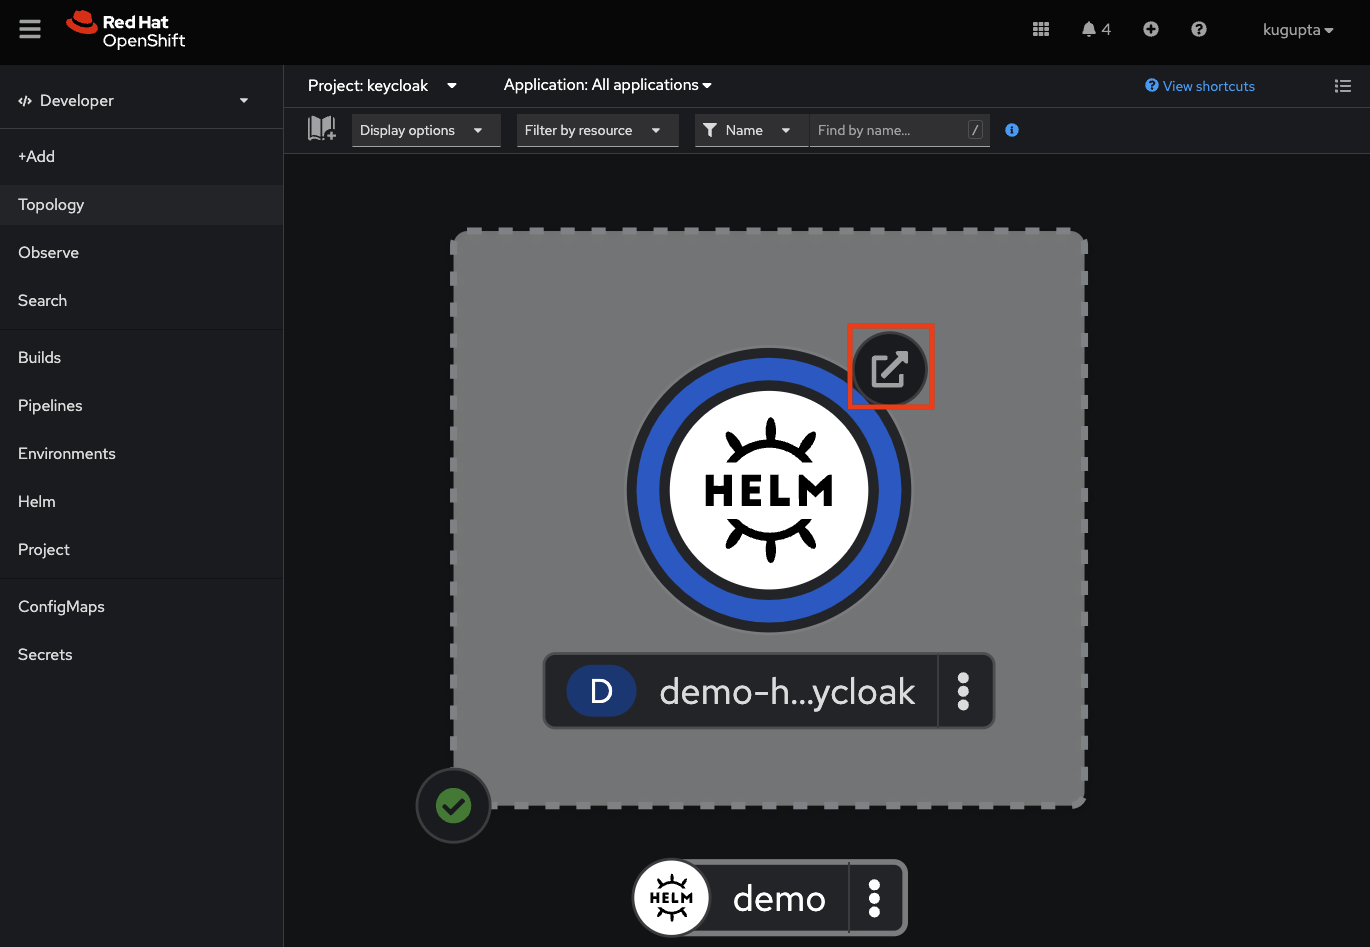 Red Hat
OpenShift
4
kugupta
Developer
+Add
Topology
Observe
Search
Builds
Pipelines
Environments
Helm
Project
ConfigMaps
Secrets
Project: keycloak
Application: All applications
View shortcuts
Display options
Filter by resource
Name
Find by name...
/
HELM
D
demo-h...ycloak
HELM
demo